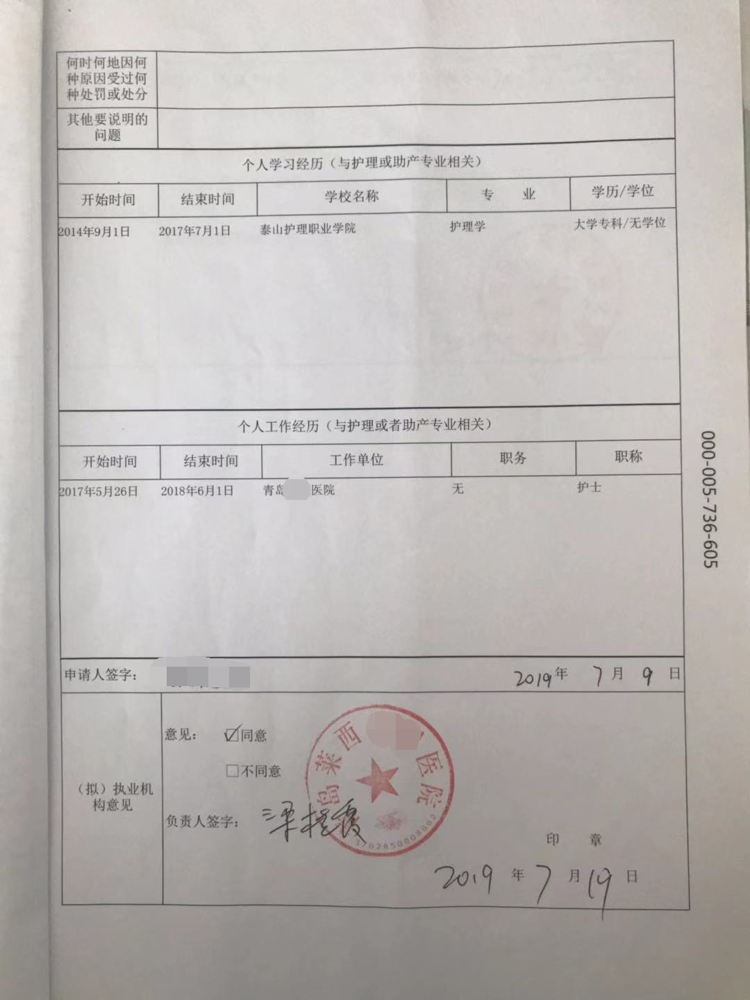 何时何地因何
种原因受过何
种处罚或处分
其他要说明的
问题
个人学习经历（与护理或助产专业相关）
开始时间 结束时间 学校名称 专 业 学历/学位
2014年9月1日 2017年7月1日 泰山护理职业学院 护理学 大学专科/无学位
个人工作经历（与护理或者助产专业相关）
开始时间 结束时间 工作单位 职务 职称
2017年5月26日 2018年6月1日 青岛 医院 无 护士
000-005-736-605
申请人签字： 2019年 7月 9日
（拟）执业机
构意见
意见： ☑同意
□不同意
负责人签字：
岛莱西 医院
3702850008662
印 章
2019年 7月19日